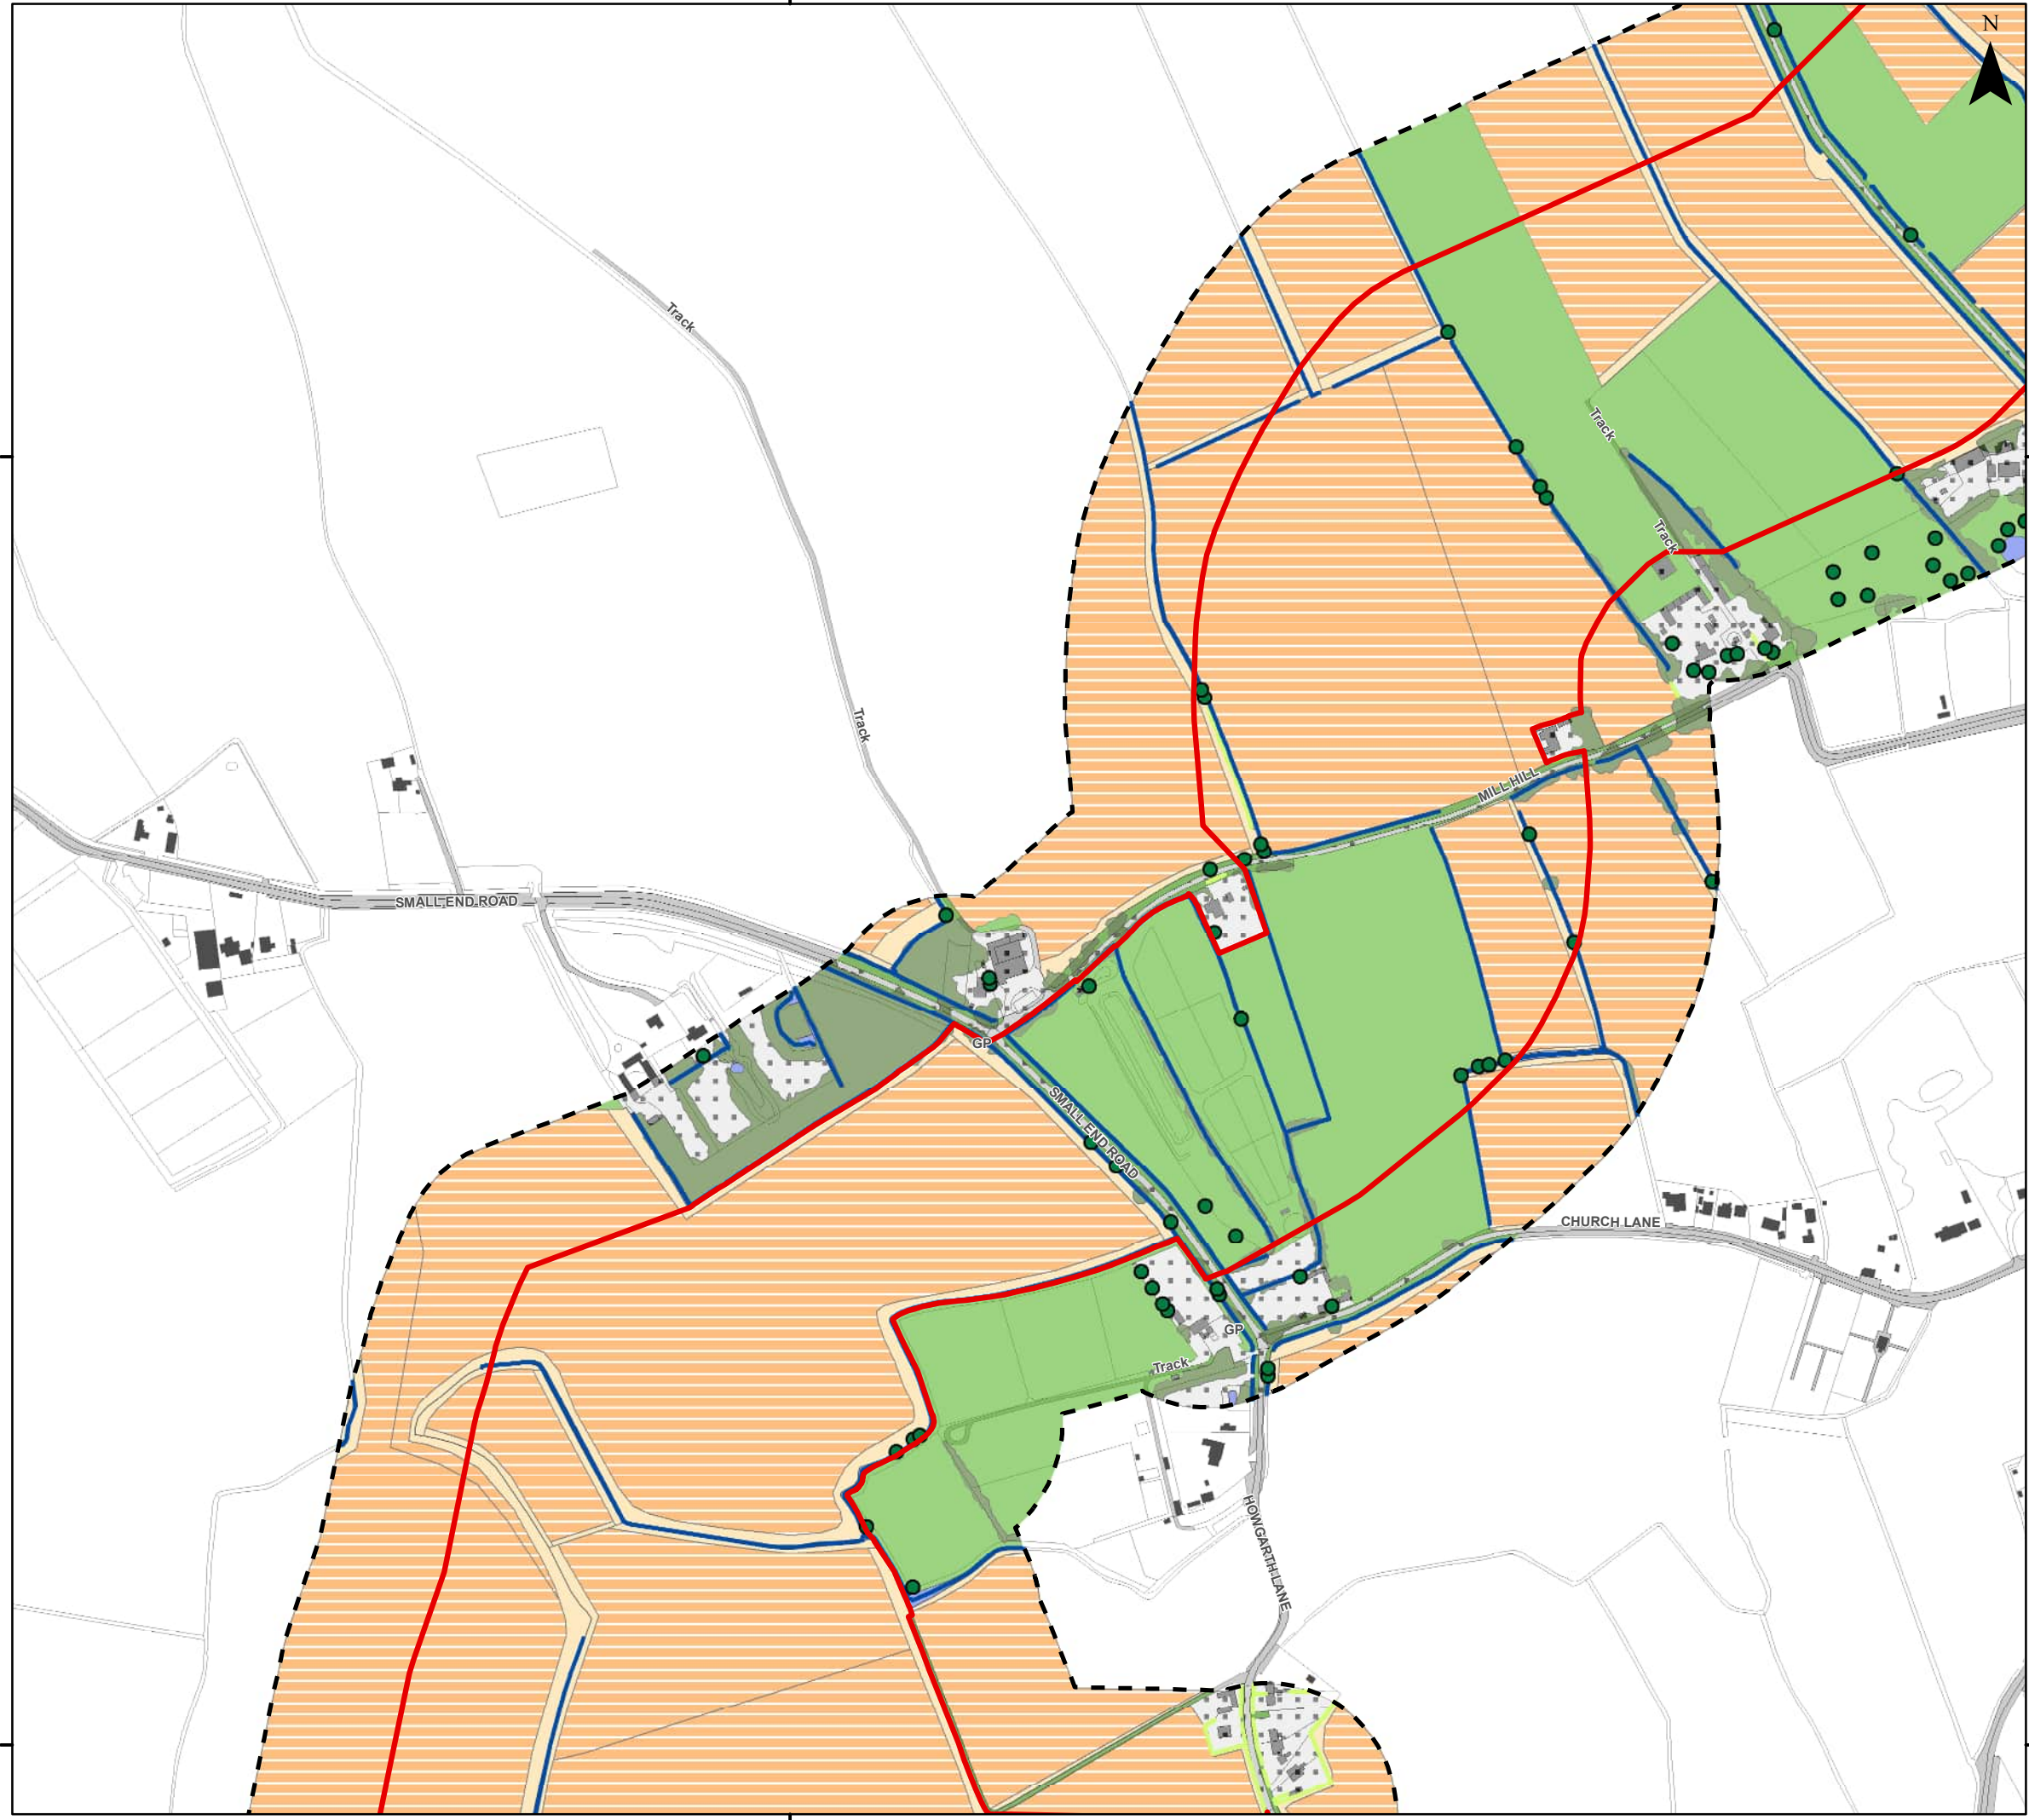 N
Track
Track
Track
Track
MILL HILL
SMALL END ROAD
GP
SMALL END ROAD
CHURCH LANE
GP
Track
HOWGARTH LANE